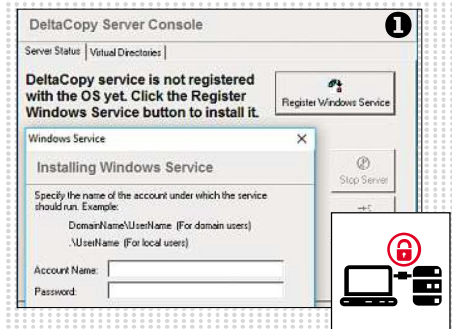 DeltaCopy Server Console
1
Server Status
Virtual Directories
DeltaCopy service is not registered
with the OS yet. Click the Register
Windows Service button to install it.
Register Windows Service
Windows Service
Installing Windows Service
Stop Server
Specify the name of the account under which the service
should run. Example:
DomainName\UserName (For domain users)
.\UserName (For local users)
Account Name:
Password: